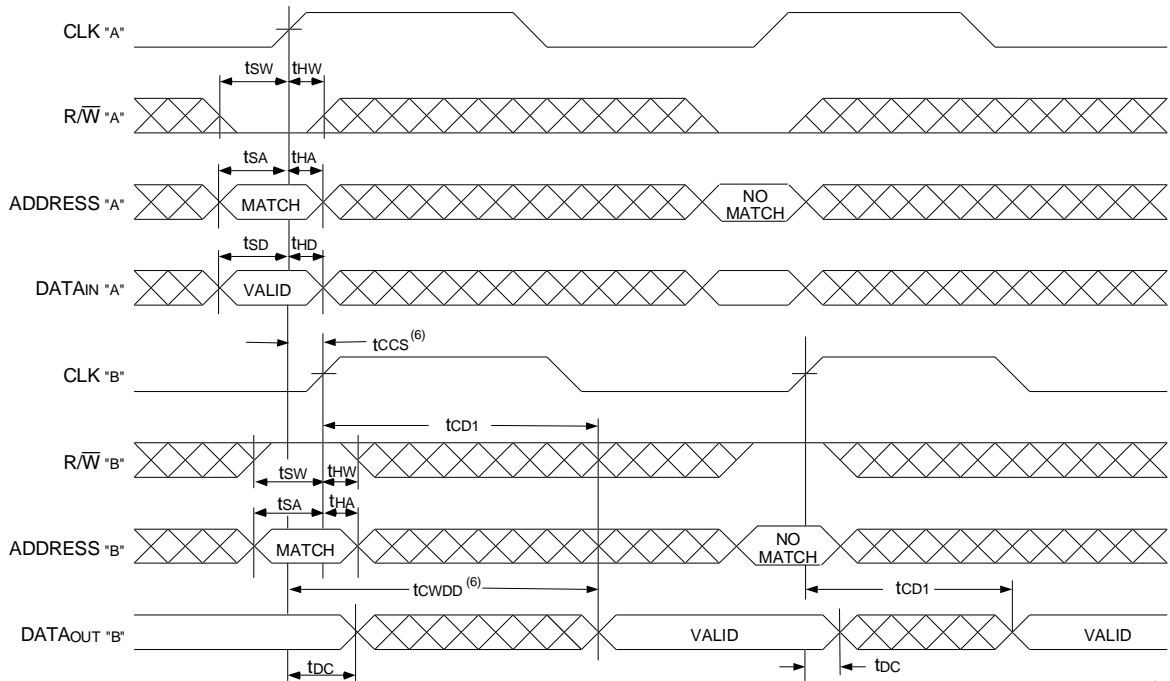 CLK "A"
tSW tHW
R/W̅ "A"
tSA tHA
ADDRESS "A" MATCH NO MATCH
tSD tHD
DATAIN "A" VALID
tCCS (6)
CLK "B"
tCD1
R/W̅ "B"
tSW tHW
tSA tHA
ADDRESS "B" MATCH NO MATCH
tCWDD (6) tCD1
DATAOUT "B" VALID VALID
tDC tDC